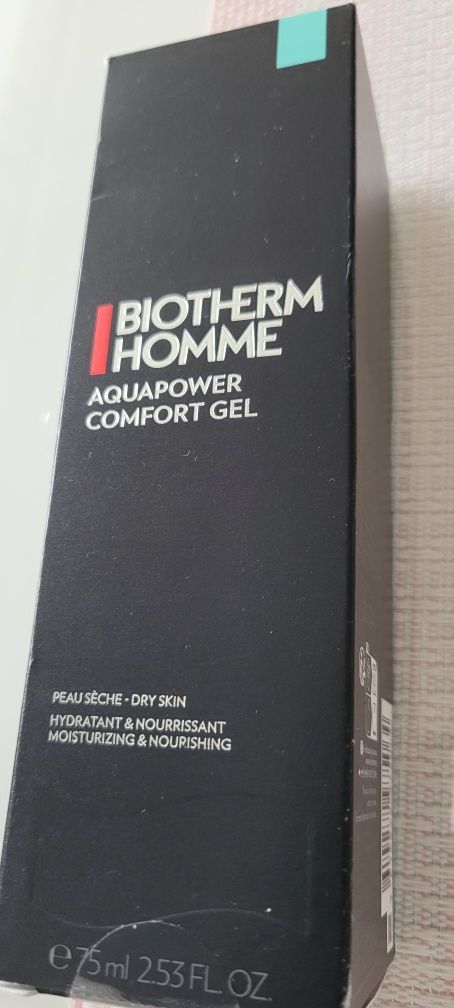 BIOTHERM
HOMME
AQUAPOWER
COMFORT GEL
PEAU SÈCHE - DRY SKIN
HYDRATANT & NOURRISSANT
MOISTURIZING & NOURISHING
℮ 75 ml 2.53 FL. OZ.